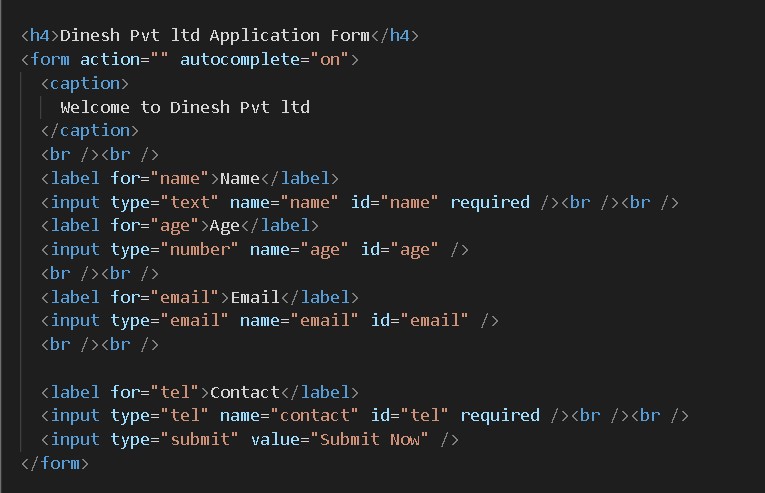 <h4>Dinesh Pvt ltd Application Form</h4>
<form action="" autocomplete="on">
<caption>
Welcome to Dinesh Pvt ltd
</caption>
<br /><br />
<label for="name">Name</label>
<input type="text" name="name" id="name" required /><br /><br />
<label for="age">Age</label>
<input type="number" name="age" id="age" />
<br /><br />
<label for="email">Email</label>
<input type="email" name="email" id="email" />
<br /><br />
<label for="tel">Contact</label>
<input type="tel" name="contact" id="tel" required /><br /><br />
<input type="submit" value="Submit Now" />
</form>